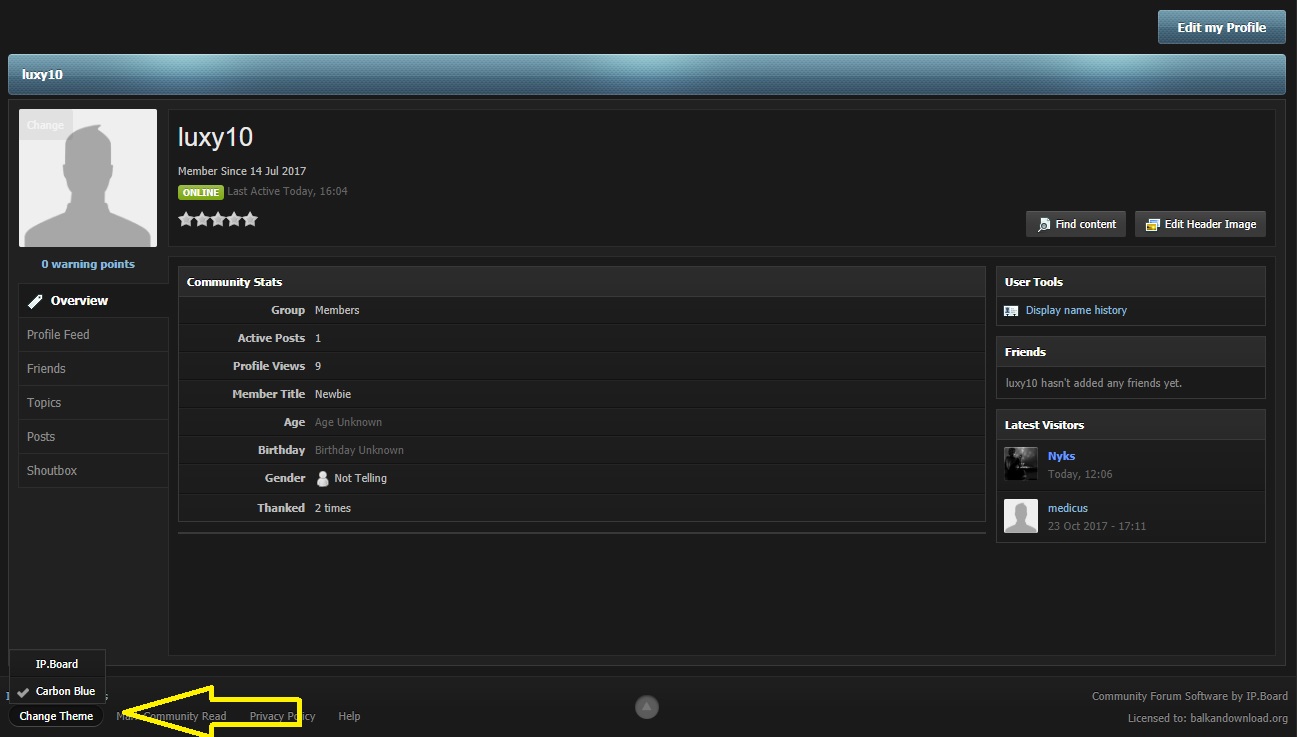 Edit my Profile
luxy10
Change
luxy10
Member Since 14 Jul 2017
ONLINE Last Active Today, 16:04
Find content
Edit Header Image
0 warning points
Overview
Profile Feed
Friends
Topics
Posts
Shoutbox
Community Stats
Group Members
Active Posts 1
Profile Views 9
Member Title Newbie
Age Age Unknown
Birthday Birthday Unknown
Gender Not Telling
Thanked 2 times
User Tools
Display name history
Friends
luxy10 hasn't added any friends yet.
Latest Visitors
Nyks
Today, 12:06
medicus
23 Oct 2017 - 17:11
IP.Board
Carbon Blue
Change Theme
Community Read
Privacy Policy
Help
Community Forum Software by IP.Board
Licensed to: balkandownload.org